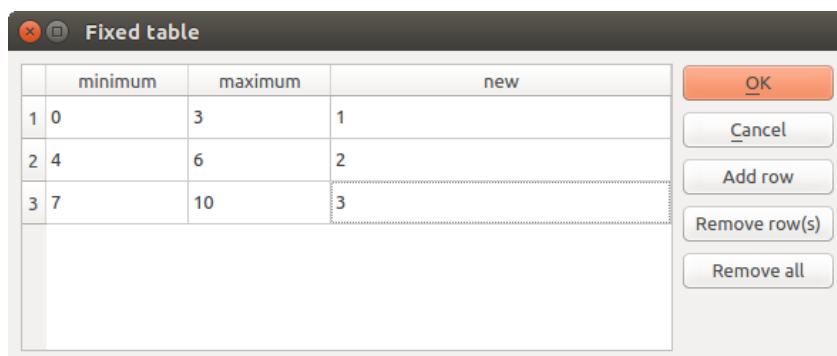 Fixed table
minimum maximum new
1 0 3 1
2 4 6 2
3 7 10 3
OK
Cancel
Add row
Remove row(s)
Remove all